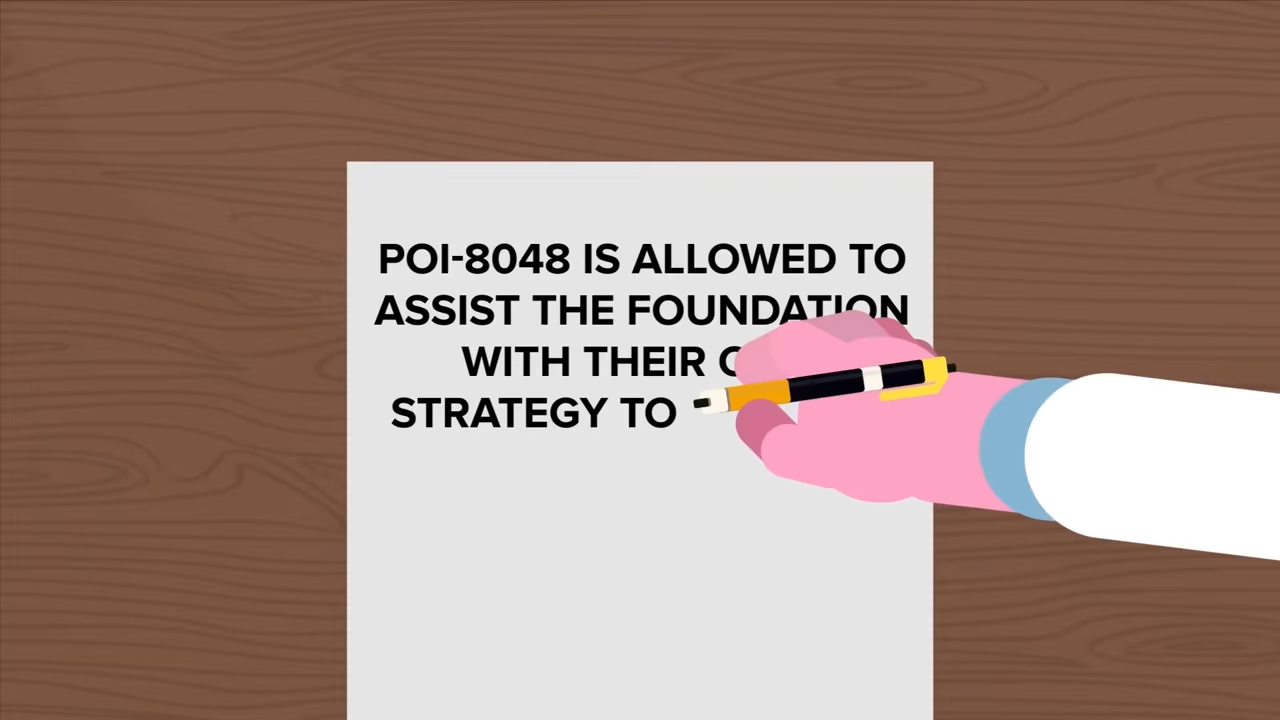 POI-8048 IS ALLOWED TO
ASSIST THE FOUNDATION
WITH THEIR
STRATEGY TO